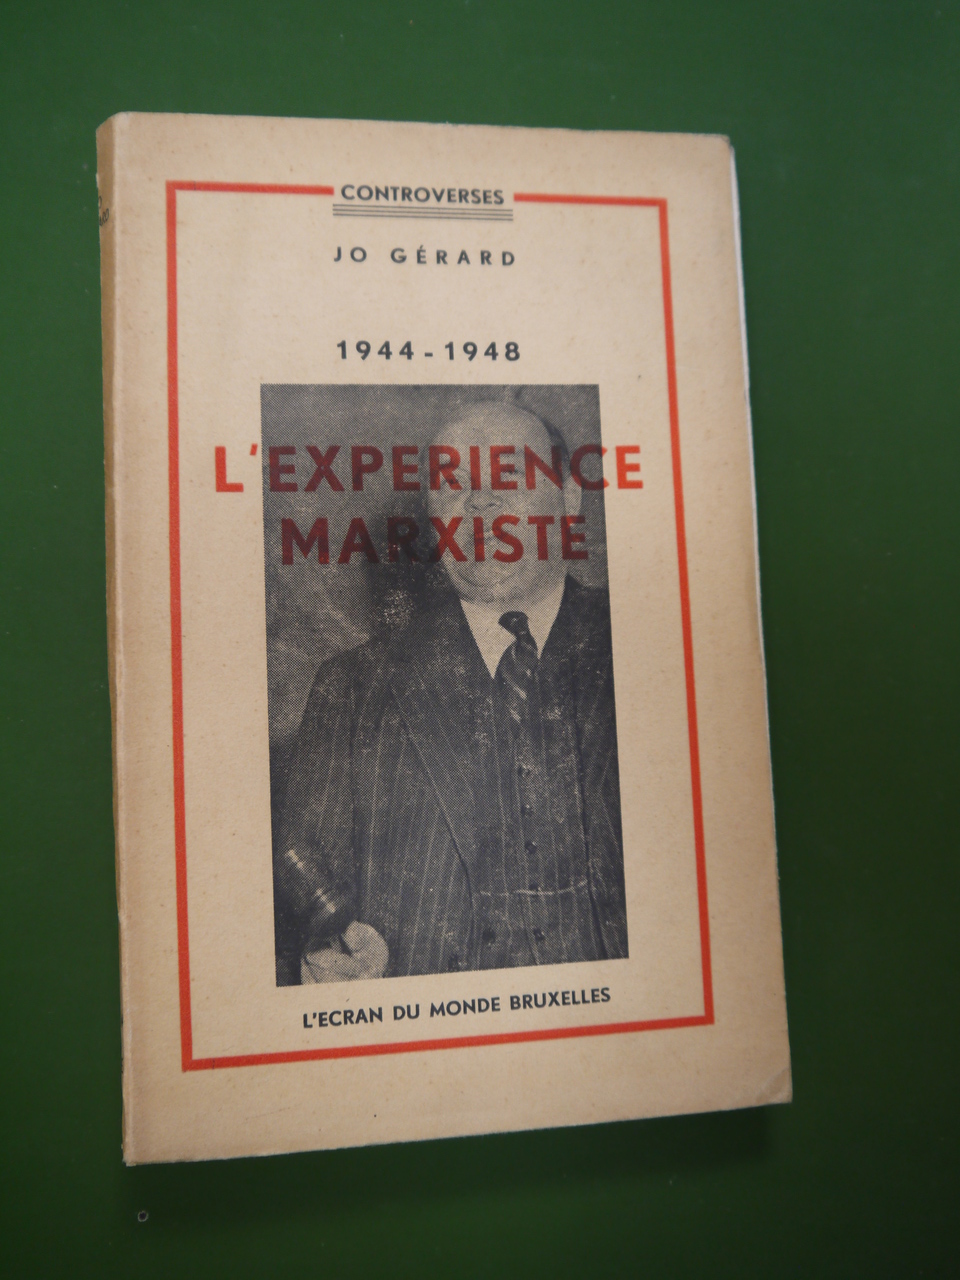 CONTROVERSES
JO GÉRARD
1944-1948
L'EXPERIENCE
MARXISTE
L'ECRAN DU MONDE BRUXELLES